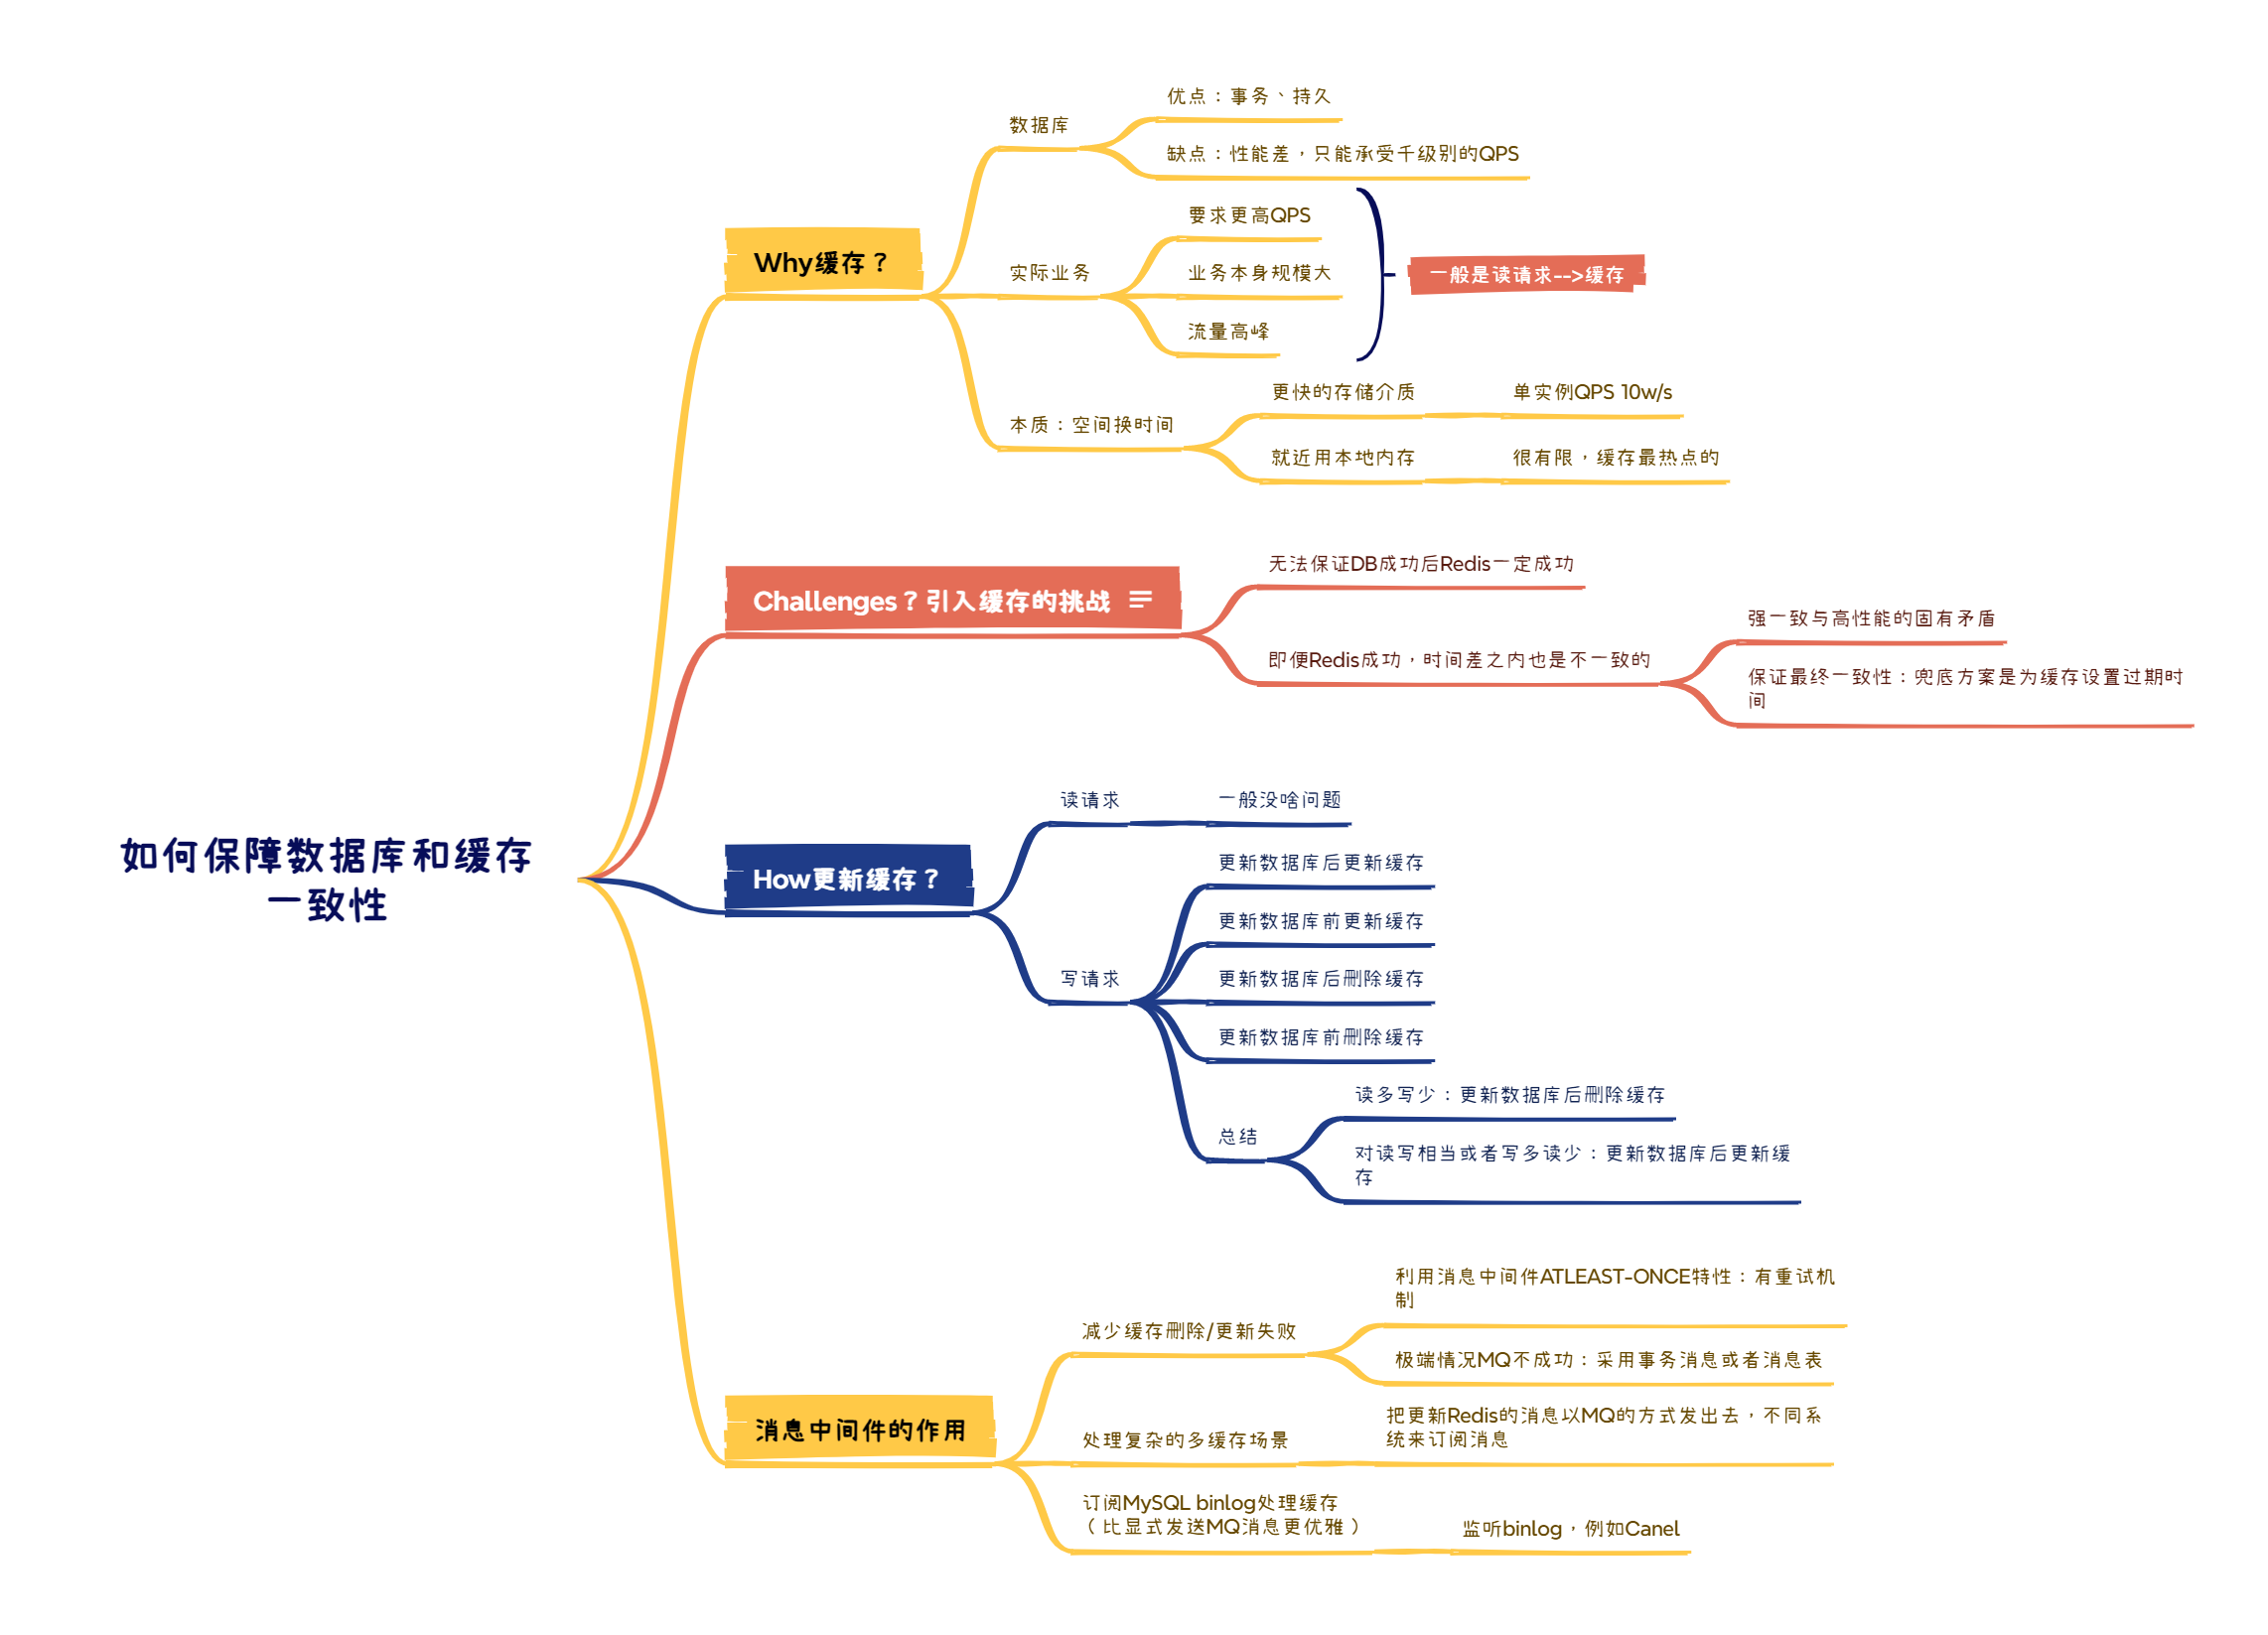 如何保障数据库和缓存
一致性
Why缓存？
数据库
优点：事务、持久
缺点：性能差，只能承受千级别的QPS
实际业务
要求更高QPS
业务本身规模大
流量高峰
一般是读请求-->缓存
本质：空间换时间
更快的存储介质
单实例QPS 10w/s
就近用本地内存
很有限，缓存最热点的
Challenges？引入缓存的挑战
无法保证DB成功后Redis一定成功
即便Redis成功，时间差之内也是不一致的
强一致与高性能的固有矛盾
保证最终一致性：兜底方案是为缓存设置过期时
间
How更新缓存？
读请求
一般没啥问题
写请求
更新数据库后更新缓存
更新数据库前更新缓存
更新数据库后删除缓存
更新数据库前删除缓存
总结
读多写少：更新数据库后删除缓存
对读写相当或者写多读少：更新数据库后更新缓
存
消息中间件的作用
减少缓存删除/更新失败
利用消息中间件ATLEAST-ONCE特性：有重试机
制
极端情况MQ不成功：采用事务消息或者消息表
处理复杂的多缓存场景
把更新Redis的消息以MQ的方式发出去，不同系
统来订阅消息
订阅MySQL binlog处理缓存
（比显式发送MQ消息更优雅）
监听binlog，例如Canel